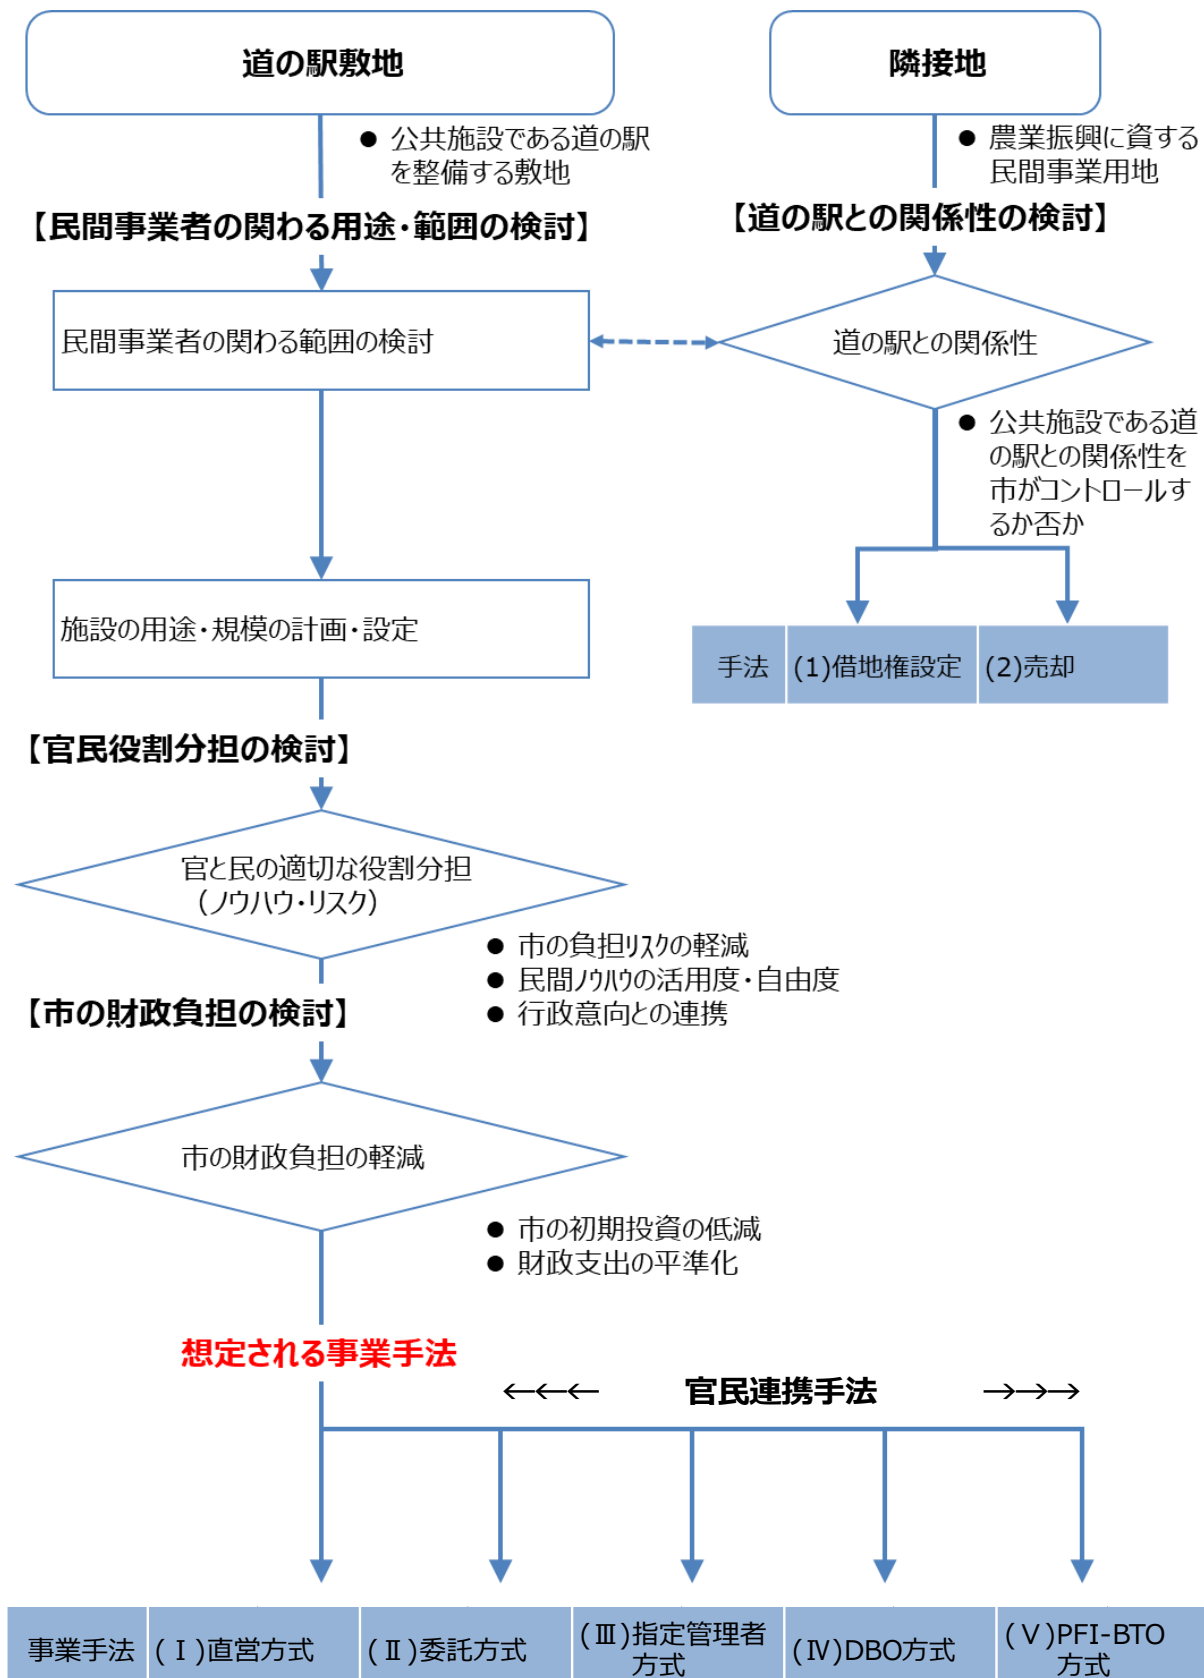 道の駅敷地
隣接地
● 公共施設である道の駅
を整備する敷地
● 農業振興に資する
民間事業用地
【民間事業者の関わる用途・範囲の検討】
【道の駅との関係性の検討】
民間事業者の関わる範囲の検討
道の駅との関係性
● 公共施設である道
の駅との関係性を
市がコントロールす
るか否か
施設の用途・規模の計画・設定
手法
(1)借地権設定
(2)売却
【官民役割分担の検討】
官と民の適切な役割分担
（ノウハウ・リスク）
● 市の負担リスクの軽減
● 民間ノウハウの活用度・自由度
● 行政意向との連携
【市の財政負担の検討】
市の財政負担の軽減
● 市の初期投資の低減
● 財政支出の平準化
想定される事業手法
←←← 官民連携手法 →→→
事業手法
(Ⅰ)直営方式
(Ⅱ)委託方式
(Ⅲ)指定管理者
方式
(Ⅳ)DBO方式
(Ⅴ)PFI-BTO
方式